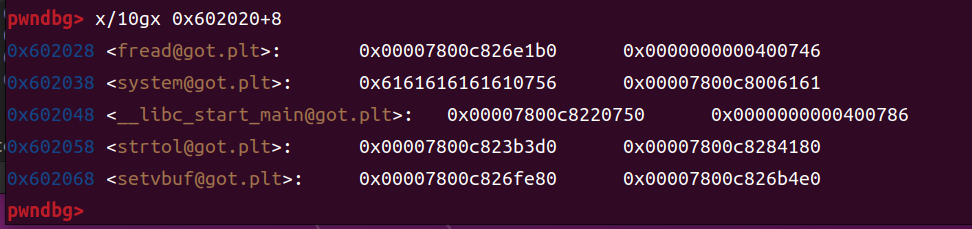 pwndbg> x/10gx 0x602020+8
0x602028 <fread@got.plt>: 0x00007800c826e1b0 0x0000000000400746
0x602038 <system@got.plt>: 0x6161616161610756 0x00007800c8006161
0x602048 <__libc_start_main@got.plt>: 0x00007800c8220750 0x0000000000400786
0x602058 <strtol@got.plt>: 0x00007800c823b3d0 0x00007800c8284180
0x602068 <setvbuf@got.plt>: 0x00007800c826fe80 0x00007800c826b4e0
pwndbg>